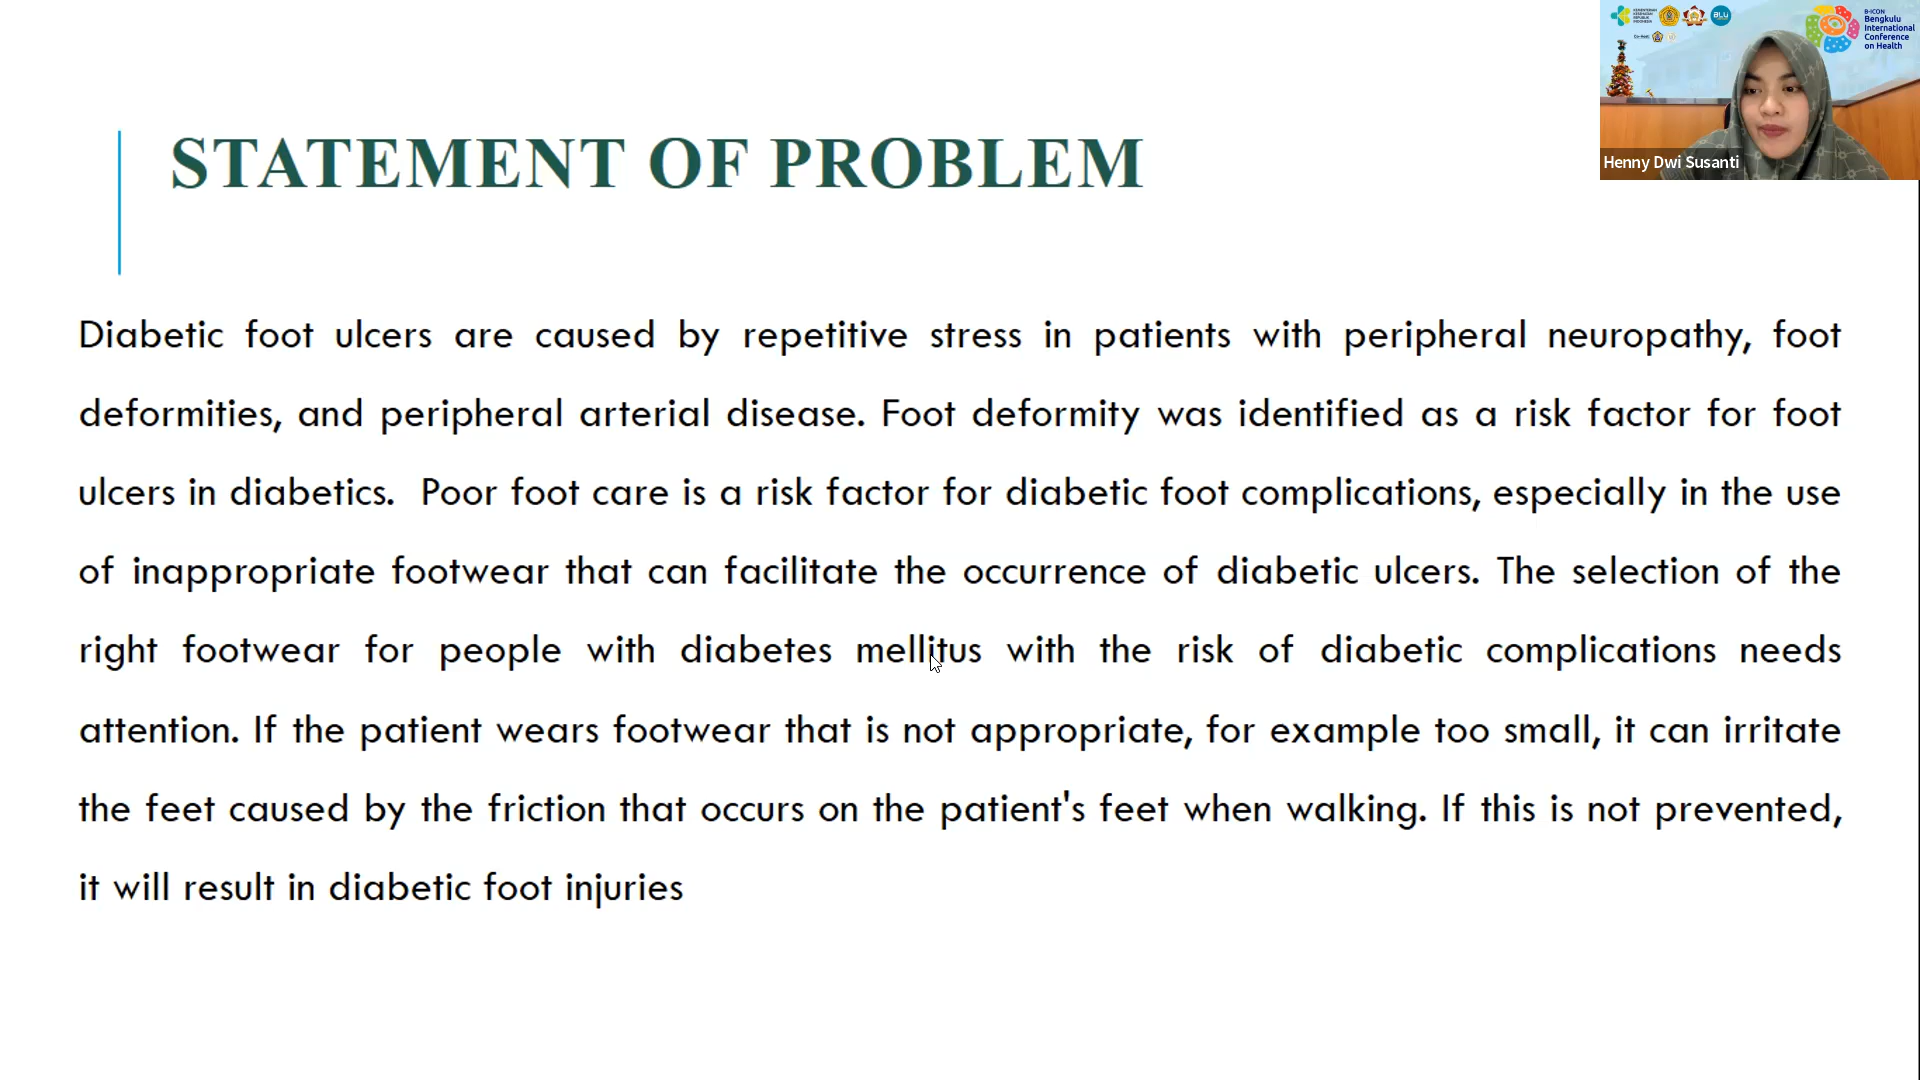 STATEMENT OF PROBLEM
Diabetic foot ulcers are caused by repetitive stress in patients with peripheral neuropathy, foot
deformities, and peripheral arterial disease. Foot deformity was identified as a risk factor for foot
ulcers in diabetics.  Poor foot care is a risk factor for diabetic foot complications, especially in the use
of inappropriate footwear that can facilitate the occurrence of diabetic ulcers. The selection of the
right footwear for people with diabetes mellitus with the risk of diabetic complications needs
attention. If the patient wears footwear that is not appropriate, for example too small, it can irritate
the feet caused by the friction that occurs on the patient's feet when walking. If this is not prevented,
it will result in diabetic foot injuries
B-ICON
Bengkulu
International
Conference
on Health
Henny Dwi Susanti